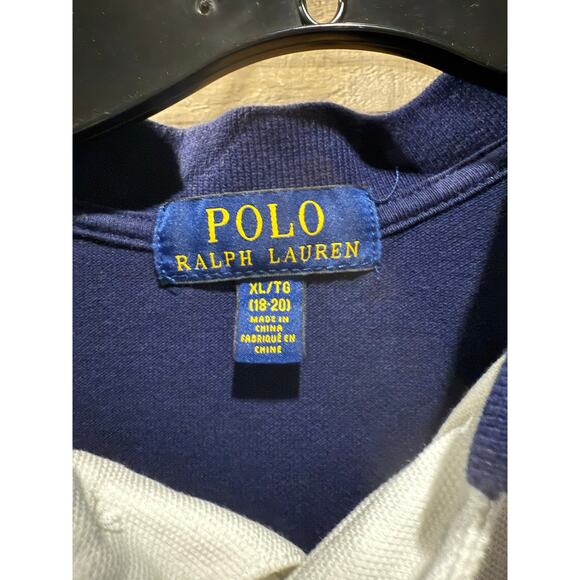 POLO
RALPH LAUREN
XL/TG
(18-20)
MADE IN
CHINA
FABRIQUÉ EN
CHINE